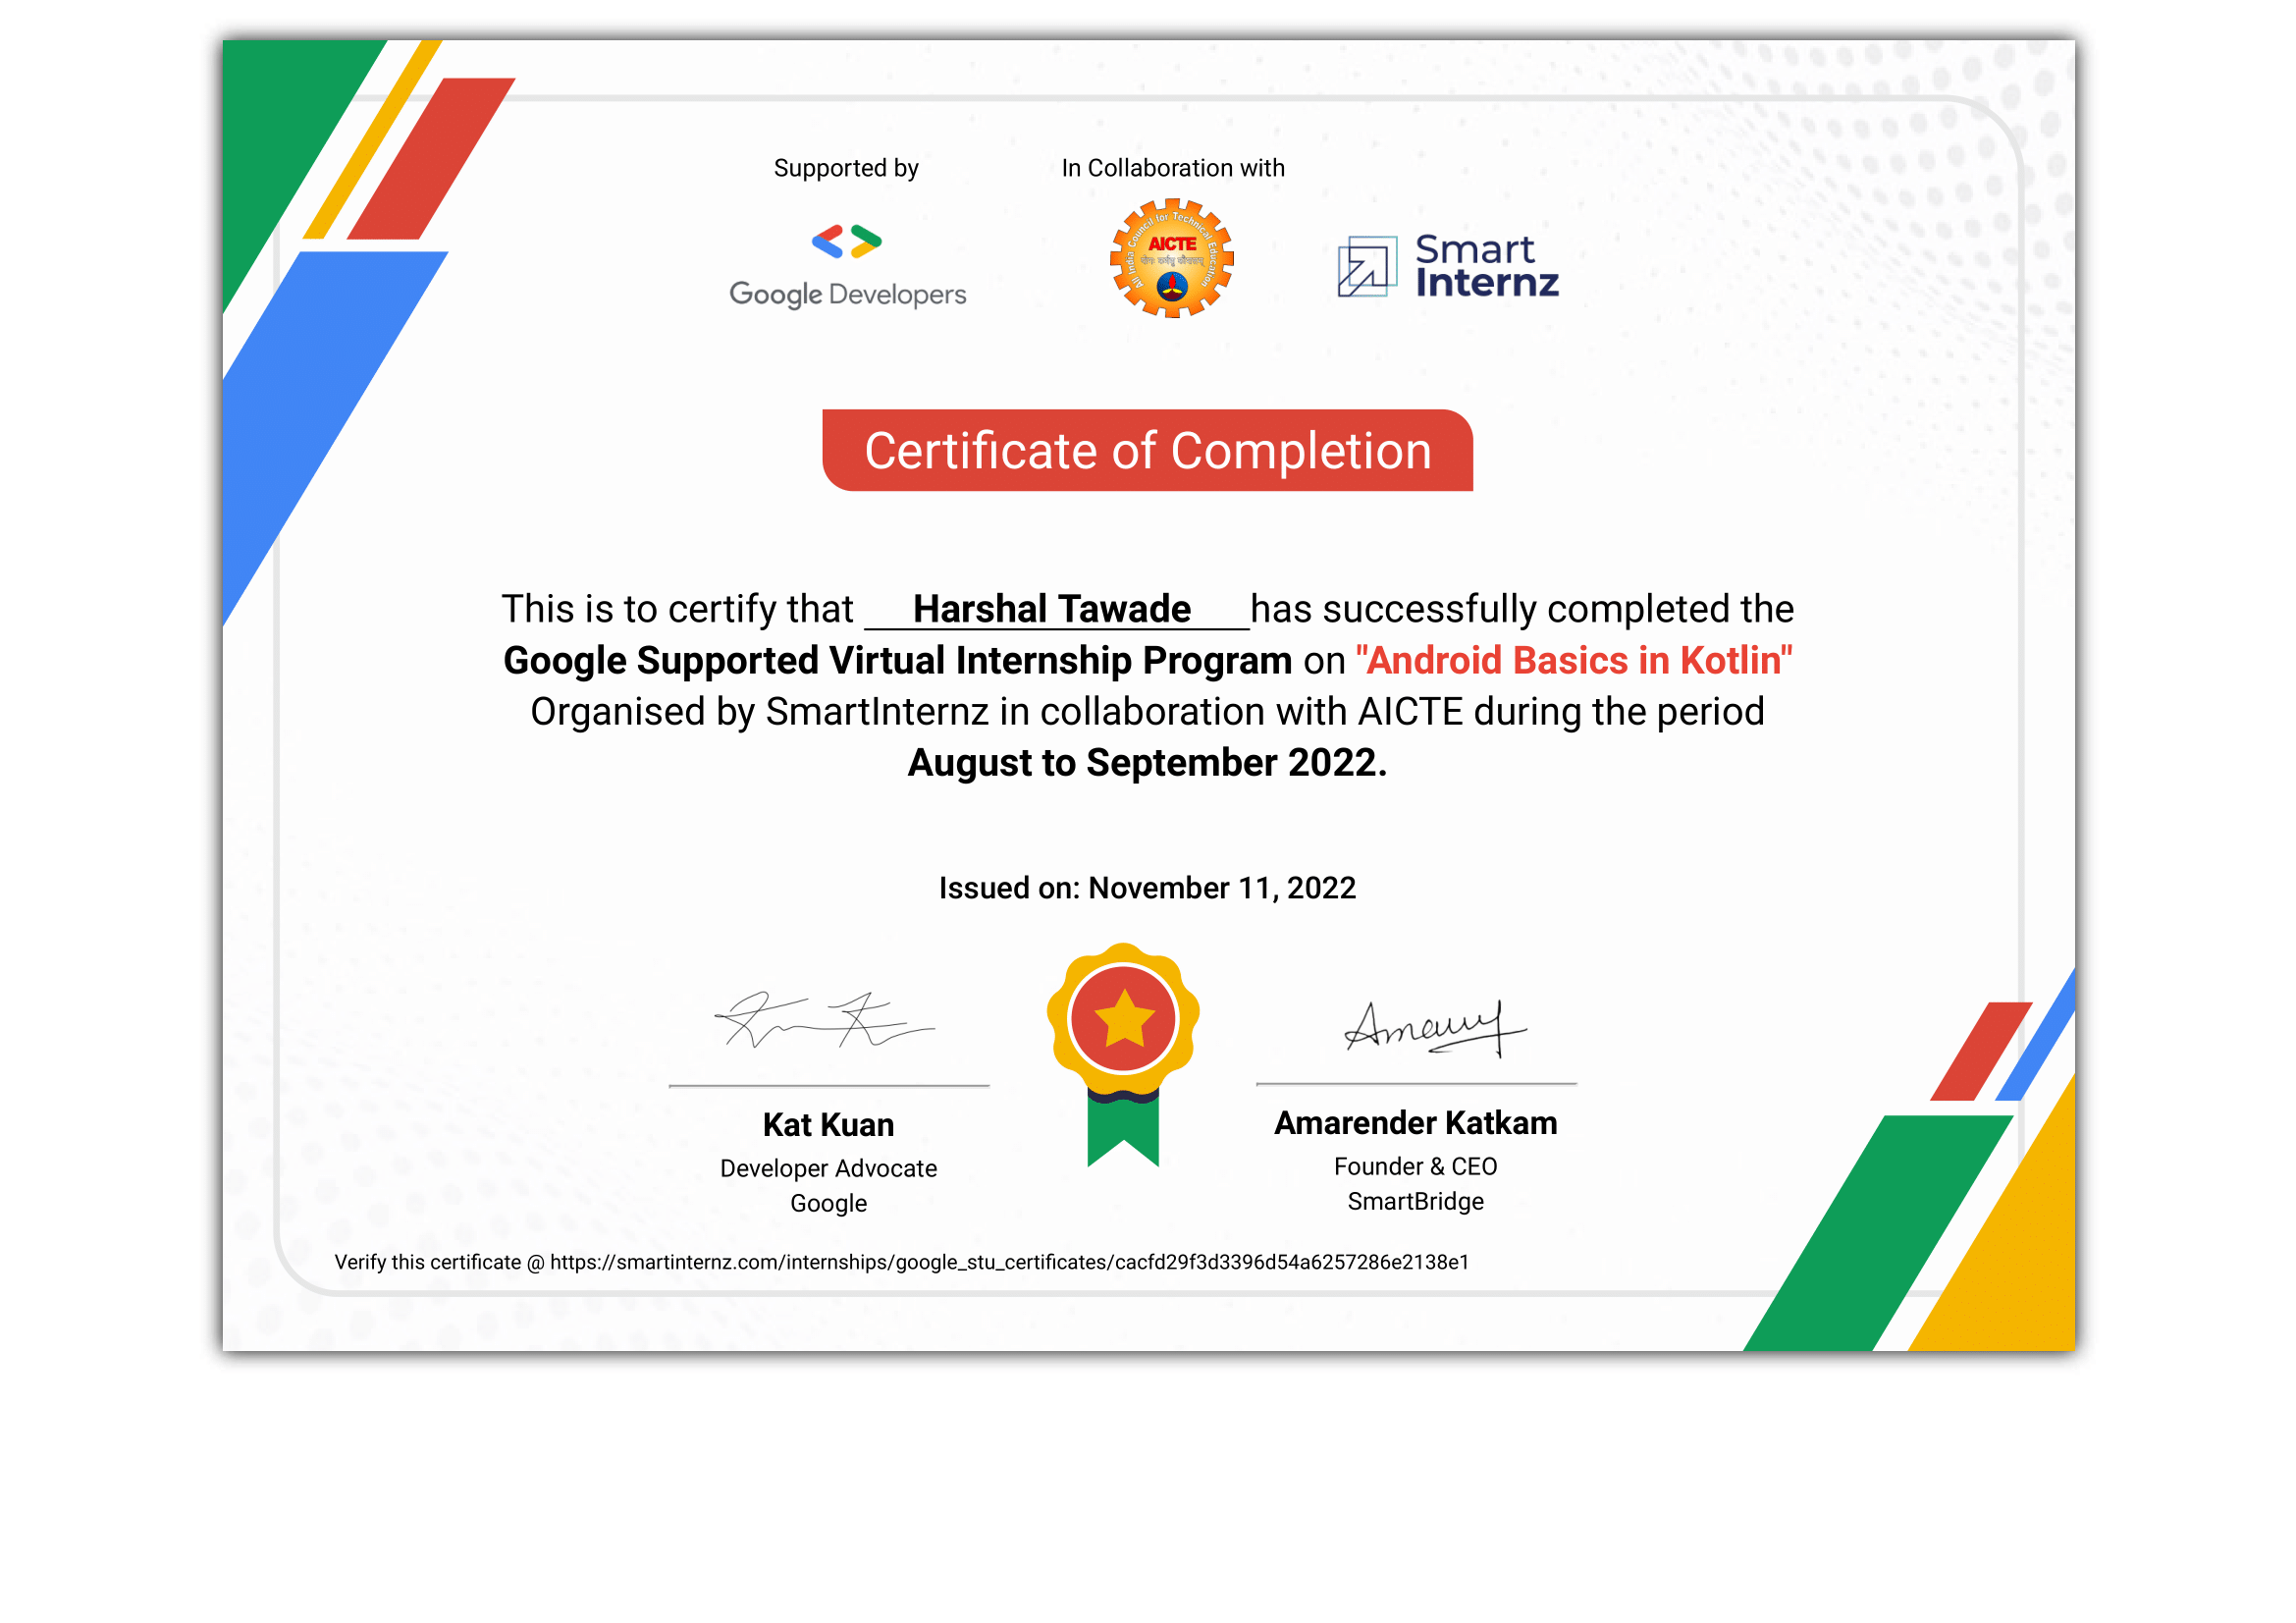 Supported by
In Collaboration with
Google Developers
All India Council for Technical Education
AICTE
Smart
Internz
Certificate of Completion
This is to certify that Harshal Tawade has successfully completed the
Google Supported Virtual Internship Program on "Android Basics in Kotlin"
Organised by SmartInternz in collaboration with AICTE during the period
August to September 2022.
Issued on: November 11, 2022
Kat Kuan
Developer Advocate
Google
Amarender Katkam
Founder & CEO
SmartBridge
Verify this certificate @ https://smartinternz.com/internships/google_stu_certificates/cacfd29f3d3396d54a6257286e2138e1